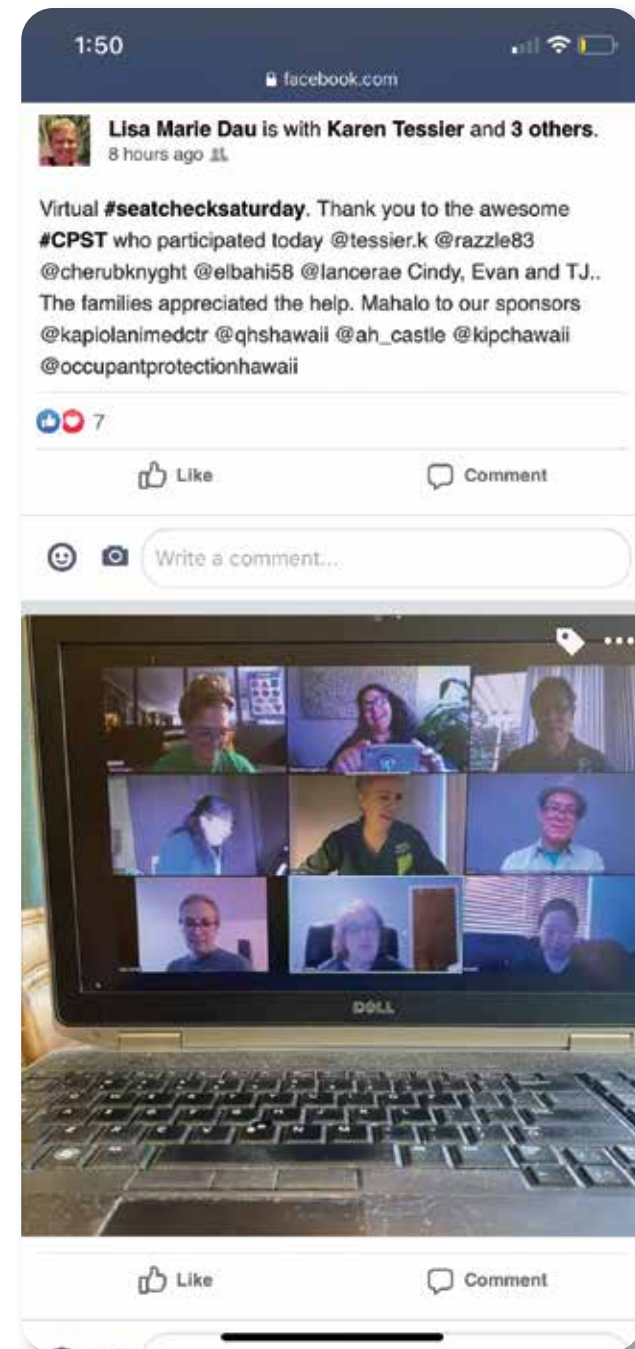 1:50
facebook.com
Lisa Marie Dau is with Karen Tessier and 3 others.
8 hours ago
Virtual #seatchecksaturday. Thank you to the awesome
#CPST who participated today @tessier.k @razzle83
@cherubknyght @elbahi58 @lancerae Cindy, Evan and TJ..
The families appreciated the help. Mahalo to our sponsors
@kapiolanimedctr @qhshawaii @ah_castle @kipchawaii
@occupantprotectionhawaii
7
Like Comment
Write a comment...
DELL
Like Comment